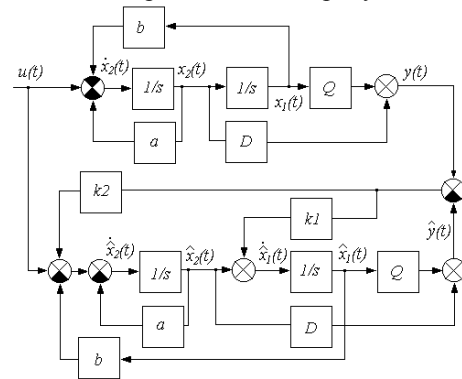 b
u(t)
ẋ₂(t)
x₂(t)
y(t)
1/s
1/s
Q
x₁(t)
a
D
k2
k1
ŷ(t)
x̂̇₂(t)
x̂₂(t)
x̂̇₁(t)
x̂₁(t)
1/s
1/s
Q
a
D
b